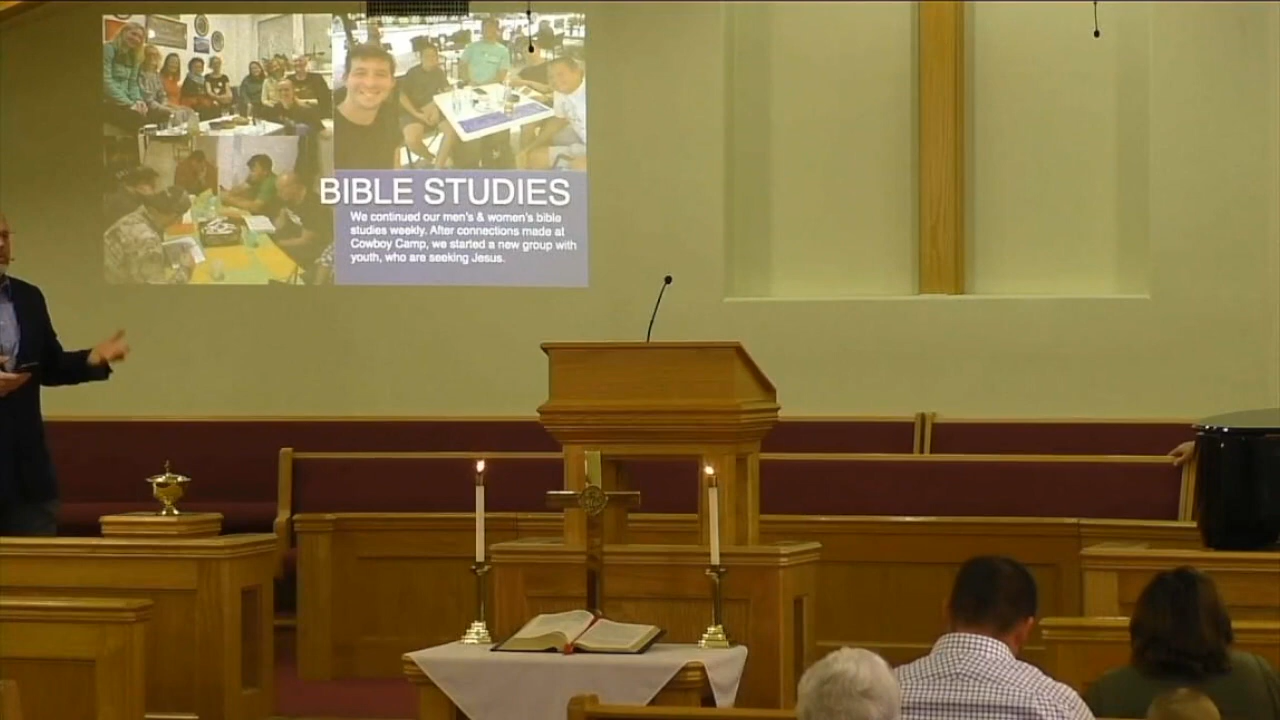 BIBLE STUDIES
We continued our men's & women's bible
studies weekly. After connections made at
Cowboy Camp, we started a new group with
youth, who are seeking Jesus.